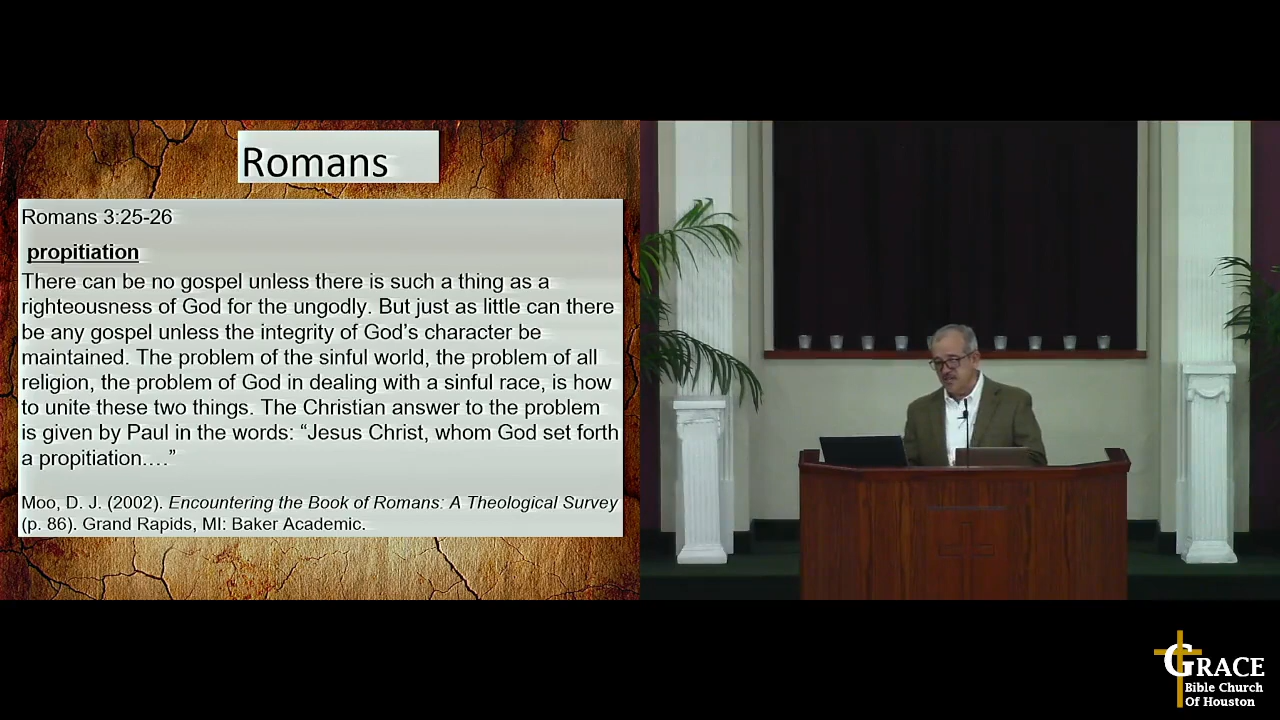 Romans
Romans 3:25-26
propitiation
There can be no gospel unless there is such a thing as a
righteousness of God for the ungodly. But just as little can there
be any gospel unless the integrity of God’s character be
maintained. The problem of the sinful world, the problem of all
religion, the problem of God in dealing with a sinful race, is how
to unite these two things. The Christian answer to the problem
is given by Paul in the words: “Jesus Christ, whom God set forth
a propitiation.…”
Moo, D. J. (2002). Encountering the Book of Romans: A Theological Survey
(p. 86). Grand Rapids, MI: Baker Academic.
GRACE
Bible Church
Of Houston